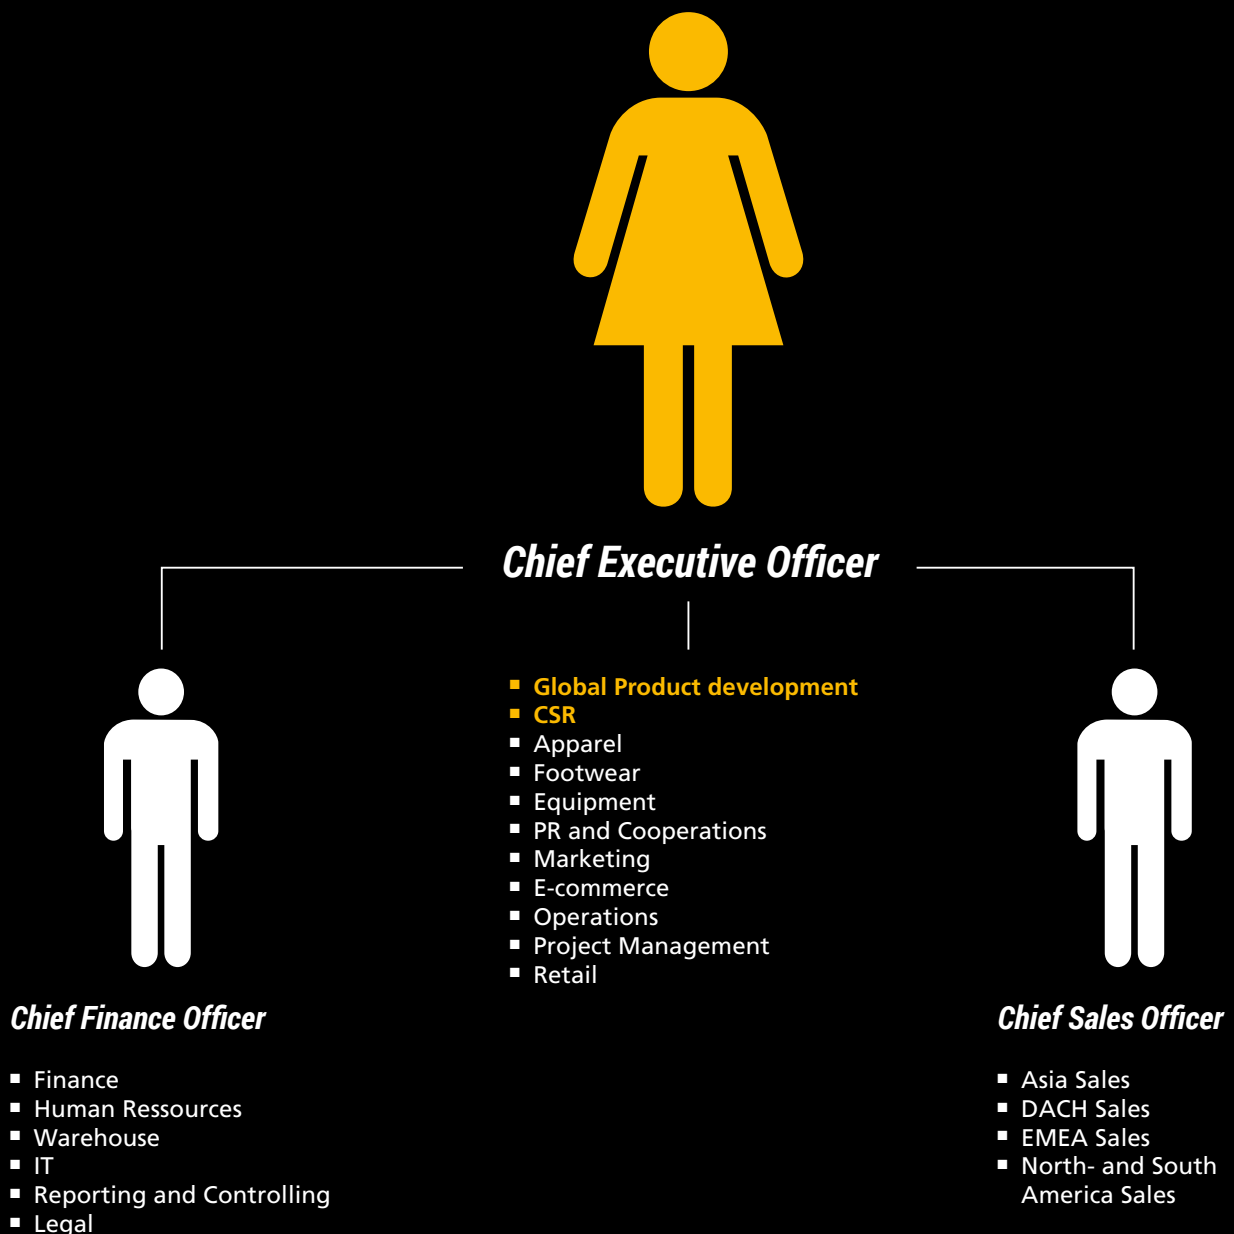 Chief Executive Officer
▪ Global Product development
▪ CSR
▪ Apparel
▪ Footwear
▪ Equipment
▪ PR and Cooperations
▪ Marketing
▪ E-commerce
▪ Operations
▪ Project Management
▪ Retail
Chief Finance Officer
▪ Finance
▪ Human Ressources
▪ Warehouse
▪ IT
▪ Reporting and Controlling
▪ Legal
Chief Sales Officer
▪ Asia Sales
▪ DACH Sales
▪ EMEA Sales
▪ North- and South
America Sales